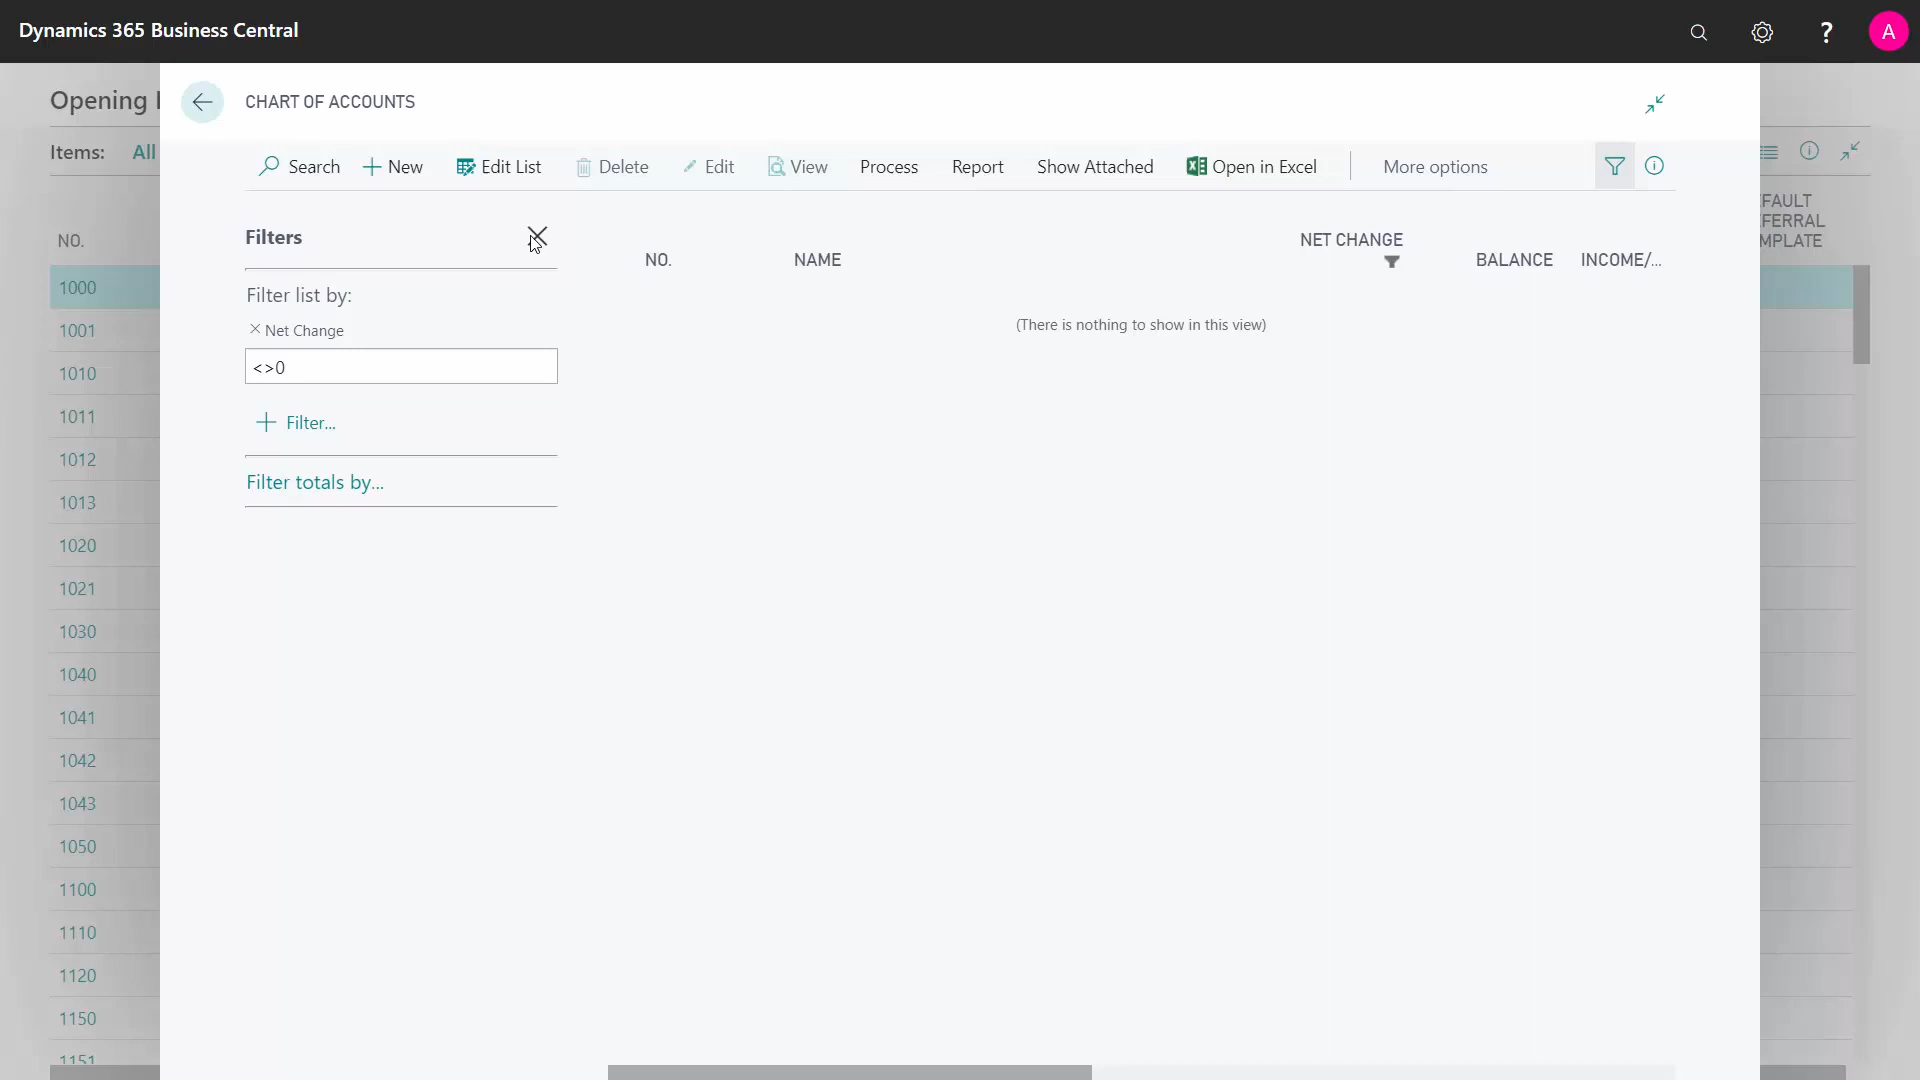 Dynamics 365 Business Central
?
A
Opening
Items: All
CHART OF ACCOUNTS
Search
New
Edit List
Delete
Edit
View
Process
Report
Show Attached
Open in Excel
More options
Filters
Filter list by:
Net Change
<>0
Filter...
Filter totals by...
NO.
NAME
NET CHANGE
BALANCE
INCOME/...
(There is nothing to show in this view)
NO.
1000
1001
1010
1011
1012
1013
1020
1021
1030
1040
1041
1042
1043
1050
1100
1110
1120
1150
1151
FAULT
FERRAL
MPLATE